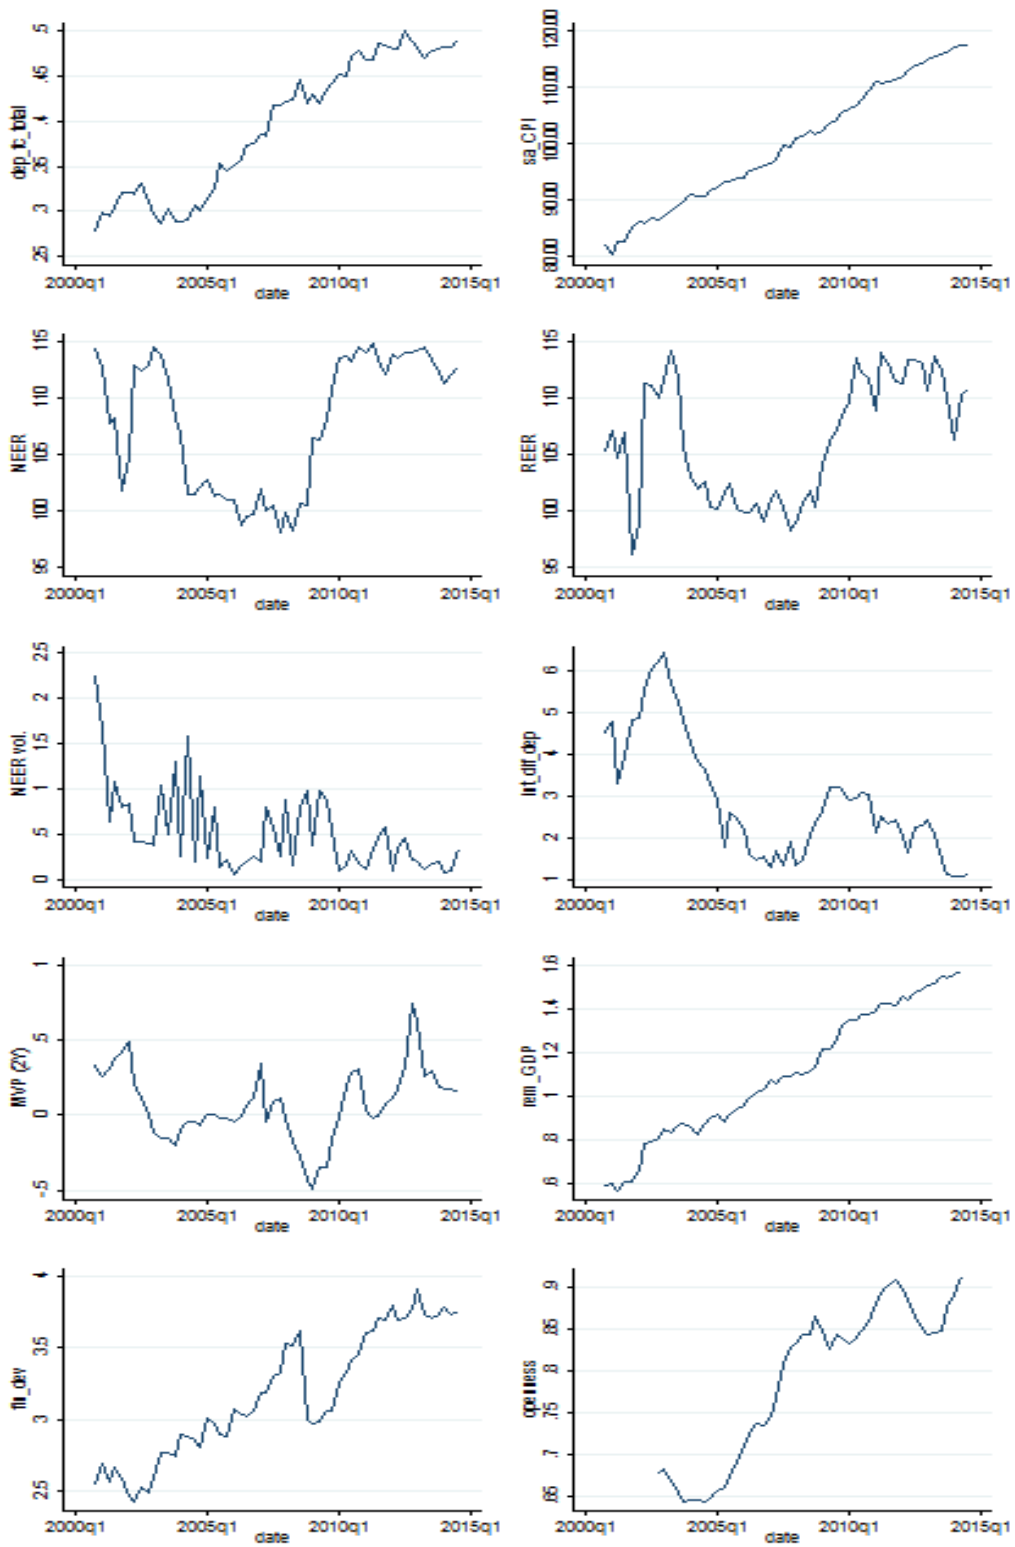 dep_fc_total
.5
.45
.4
.35
.3
.25
2000q1 2005q1 2010q1 2015q1
date
sa_CPI
120.00
110.00
100.00
90.00
80.00
2000q1 2005q1 2010q1 2015q1
date
NEER
115
110
105
100
95
2000q1 2005q1 2010q1 2015q1
date
REER
115
110
105
100
95
2000q1 2005q1 2010q1 2015q1
date
NEER vol.
2.5
2
1.5
1
.5
0
2000q1 2005q1 2010q1 2015q1
date
int_dif_dep
6
5
4
3
2
1
2000q1 2005q1 2010q1 2015q1
date
MVP (2Y)
1
.5
0
-.5
2000q1 2005q1 2010q1 2015q1
date
rem_GDP
1.6
1.4
1.2
1
.8
.6
2000q1 2005q1 2010q1 2015q1
date
fin_dev
4
3.5
3
2.5
2000q1 2005q1 2010q1 2015q1
date
openness
.9
.85
.8
.75
.7
.65
2000q1 2005q1 2010q1 2015q1
date